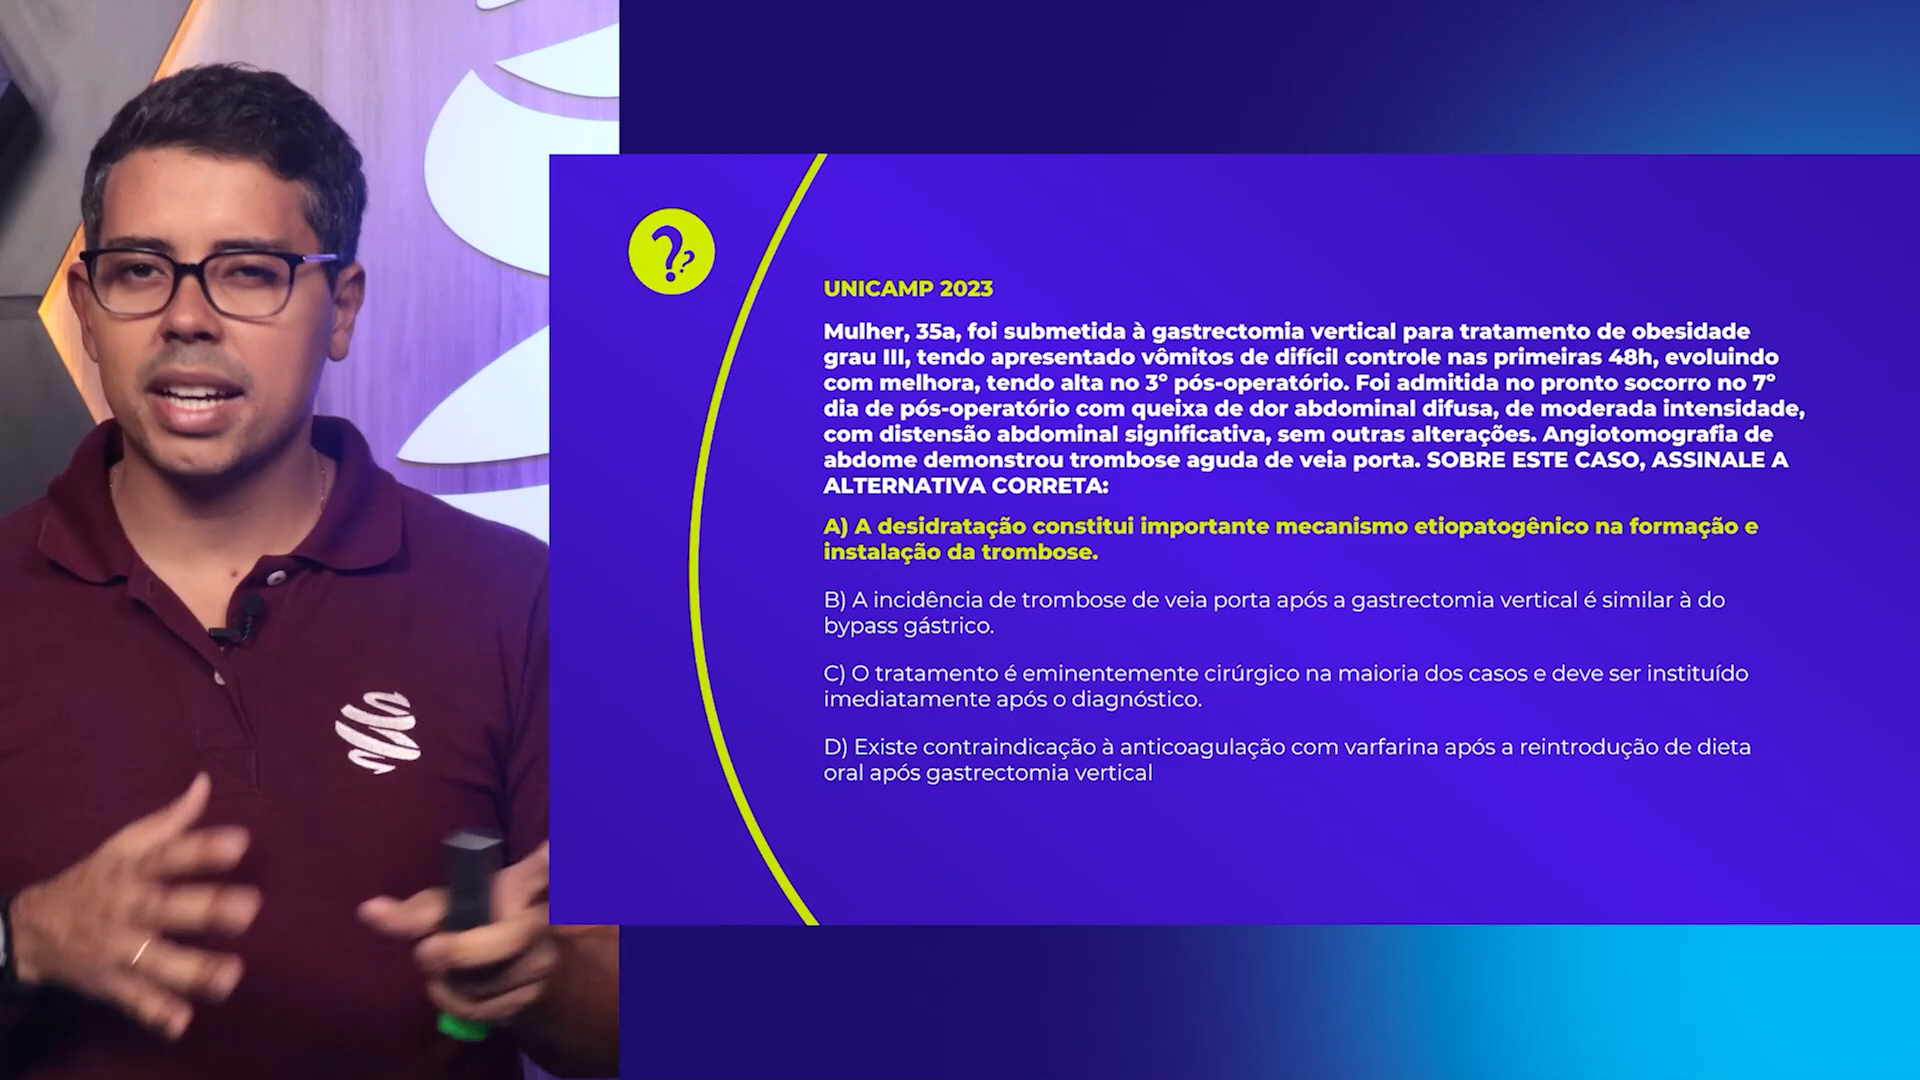 UNICAMP 2023
Mulher, 35a, foi submetida à gastrectomia vertical para tratamento de obesidade
grau III, tendo apresentado vômitos de difícil controle nas primeiras 48h, evoluindo
com melhora, tendo alta no 3º pós-operatório. Foi admitida no pronto socorro no 7º
dia de pós-operatório com queixa de dor abdominal difusa, de moderada intensidade,
com distensão abdominal significativa, sem outras alterações. Angiotomografia de
abdome demonstrou trombose aguda de veia porta. SOBRE ESTE CASO, ASSINALE A
ALTERNATIVA CORRETA:
A) A desidratação constitui importante mecanismo etiopatogênico na formação e
instalação da trombose.
B) A incidência de trombose de veia porta após a gastrectomia vertical é similar à do
bypass gástrico.
C) O tratamento é eminentemente cirúrgico na maioria dos casos e deve ser instituído
imediatamente após o diagnóstico.
D) Existe contraindicação à anticoagulação com varfarina após a reintrodução de dieta
oral após gastrectomia vertical